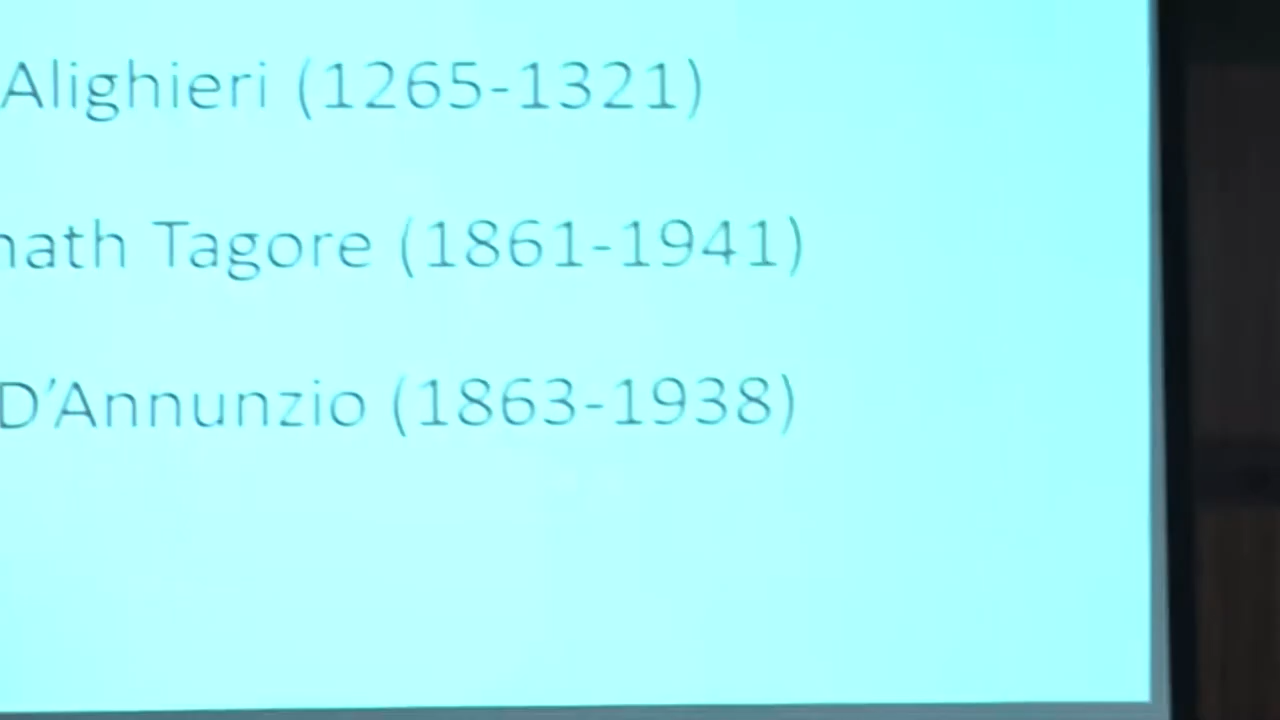 Alighieri (1265-1321)
nath Tagore (1861-1941)
D’Annunzio (1863-1938)